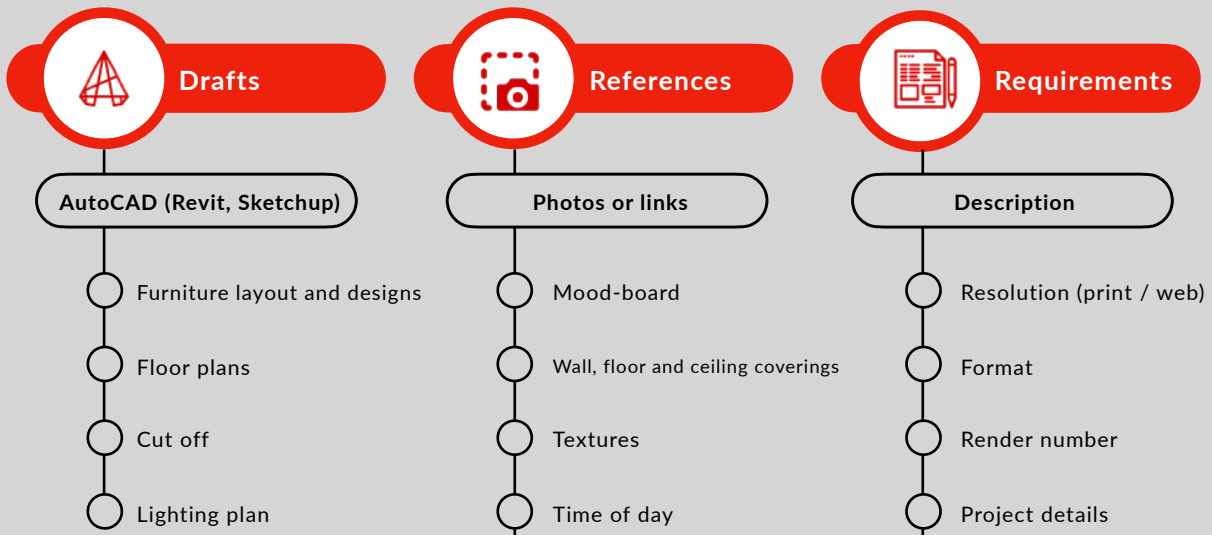 Drafts
AutoCAD (Revit, Sketchup)
Furniture layout and designs
Floor plans
Cut off
Lighting plan
References
Photos or links
Mood-board
Wall, floor and ceiling coverings
Textures
Time of day
Requirements
Description
Resolution (print / web)
Format
Render number
Project details